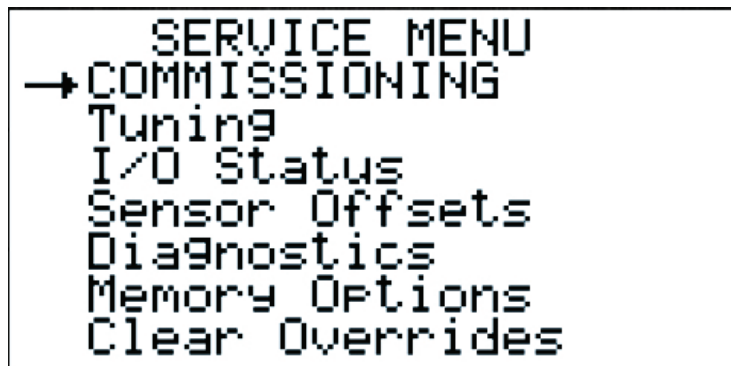 SERVICE MENU
→COMMISSIONING
Tuning
I/O Status
Sensor Offsets
Diagnostics
Memory Options
Clear Overrides